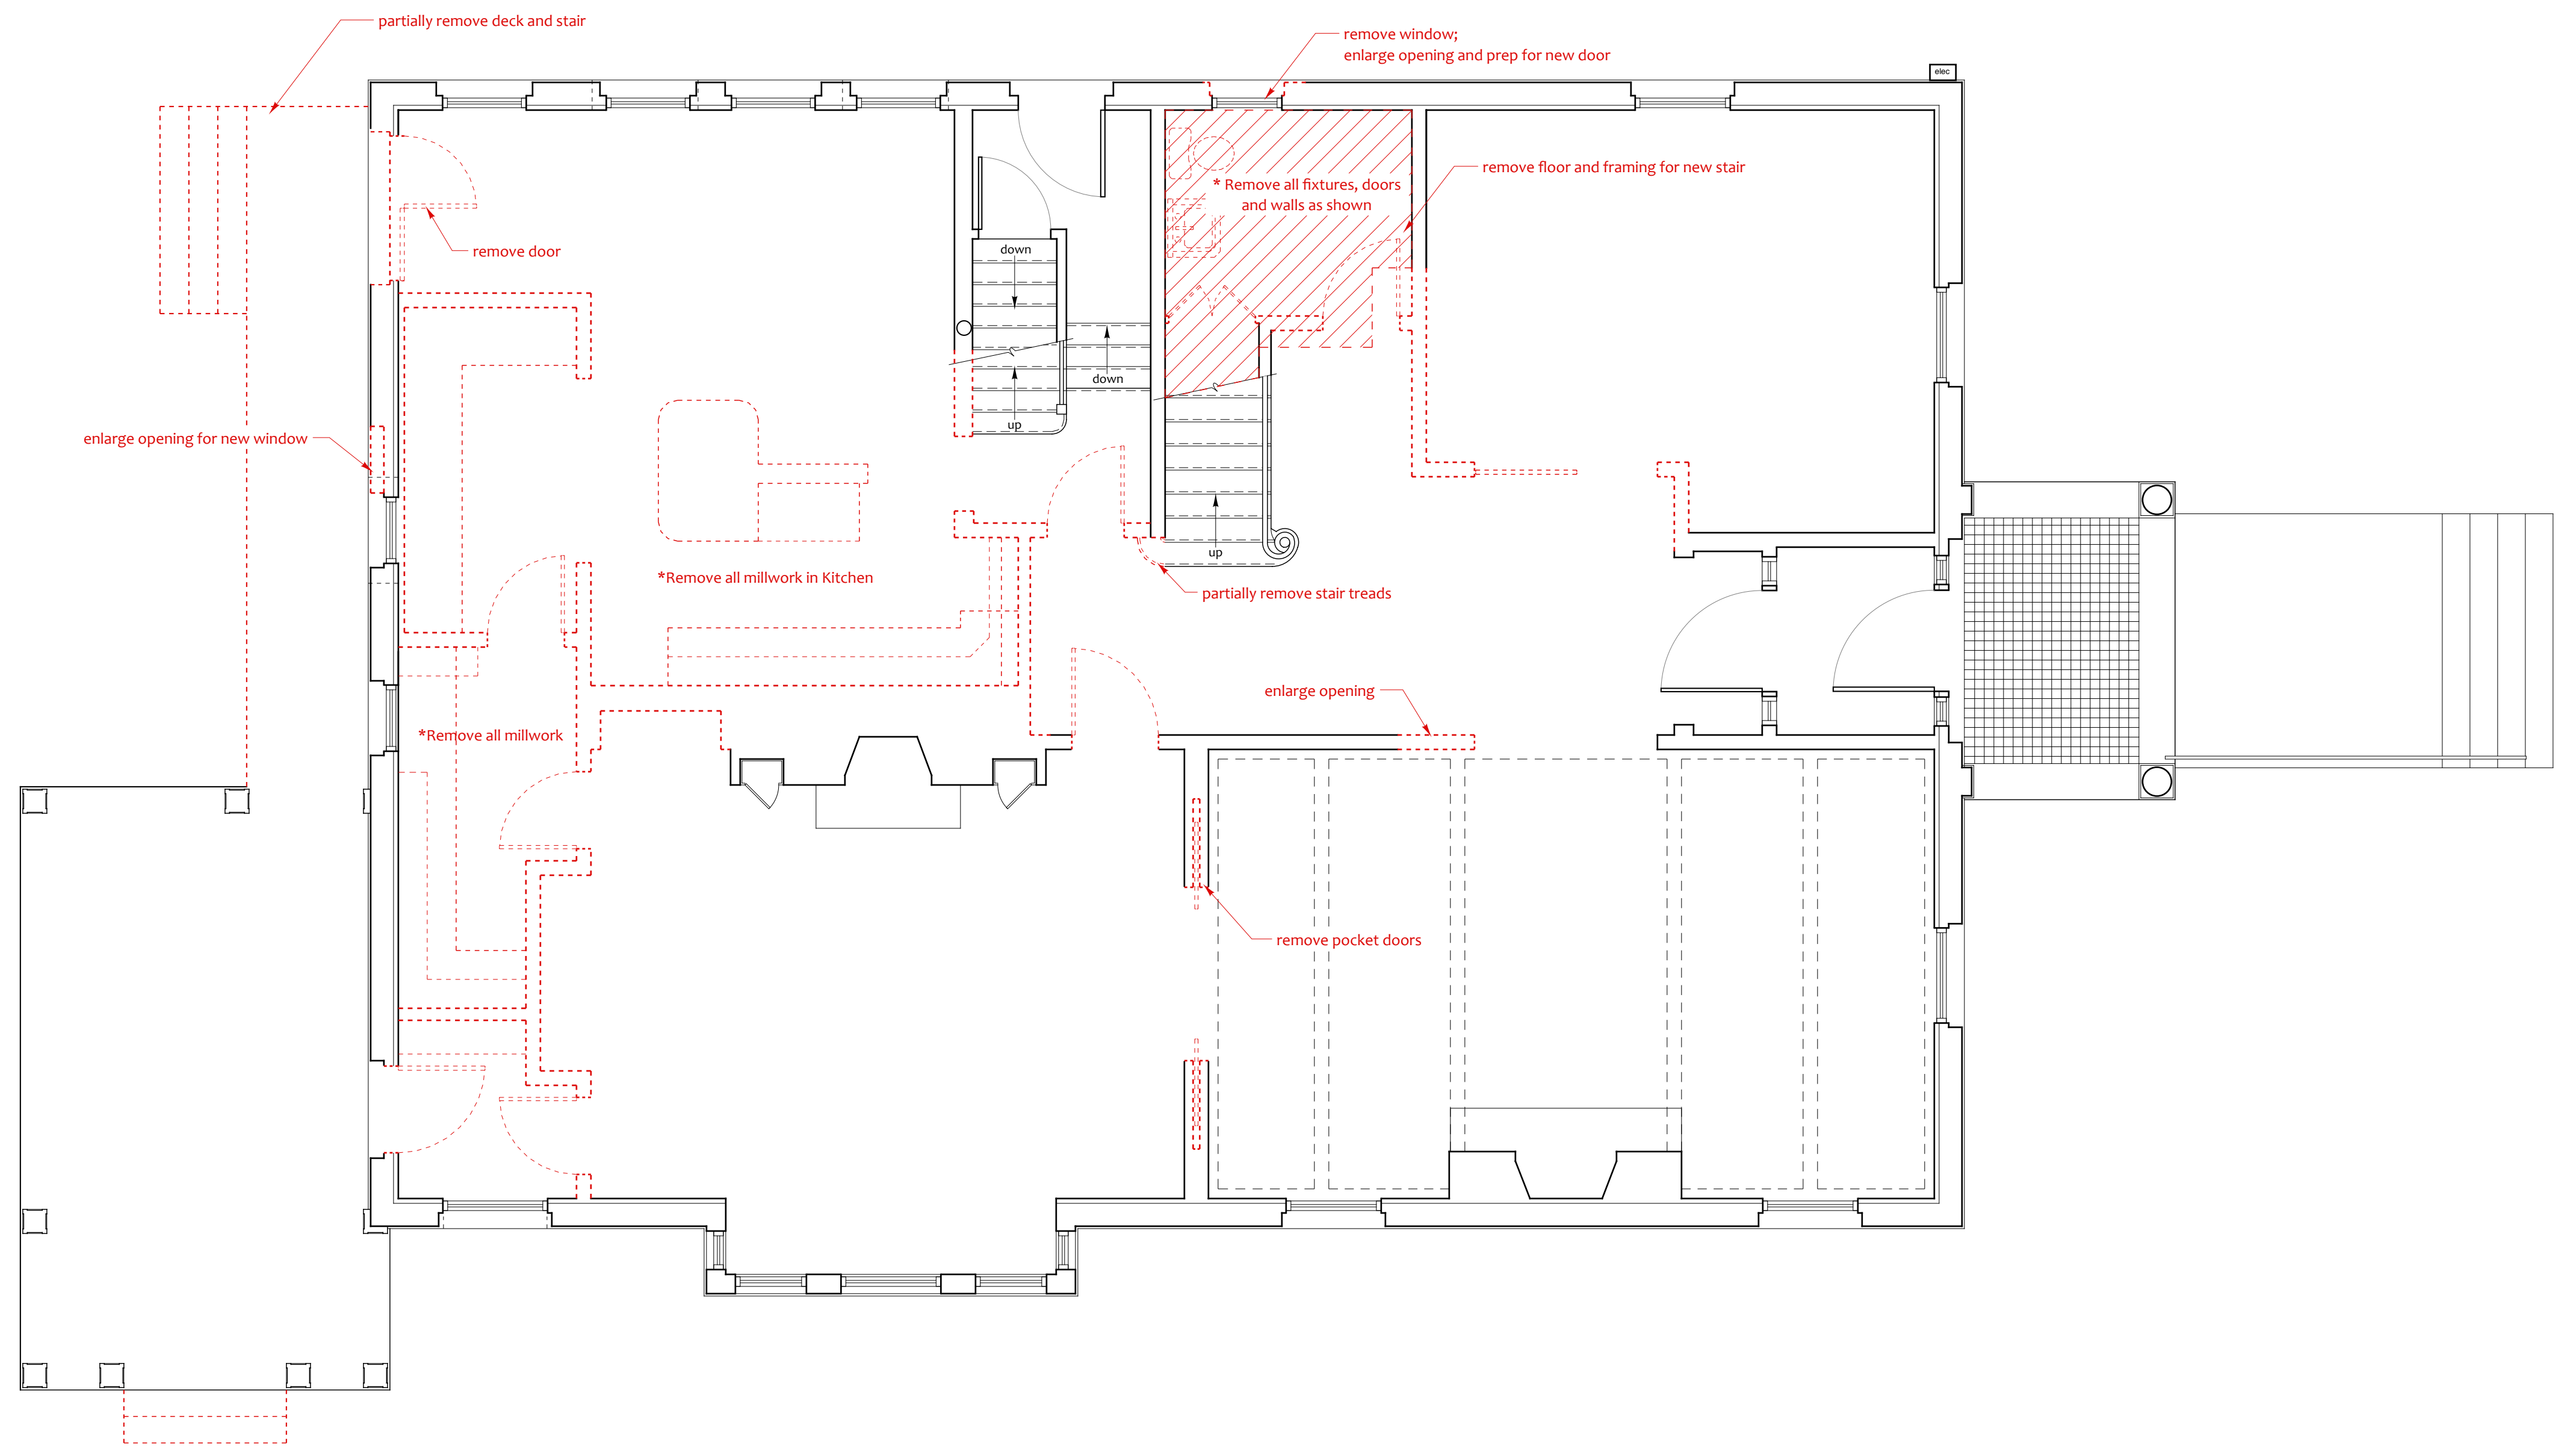 partially remove deck and stair
remove window;
enlarge opening and prep for new door
elec
remove floor and framing for new stair
* Remove all fixtures, doors
and walls as shown
remove door
down
down
up
enlarge opening for new window
up
*Remove all millwork in Kitchen
partially remove stair treads
enlarge opening
*Remove all millwork
remove pocket doors